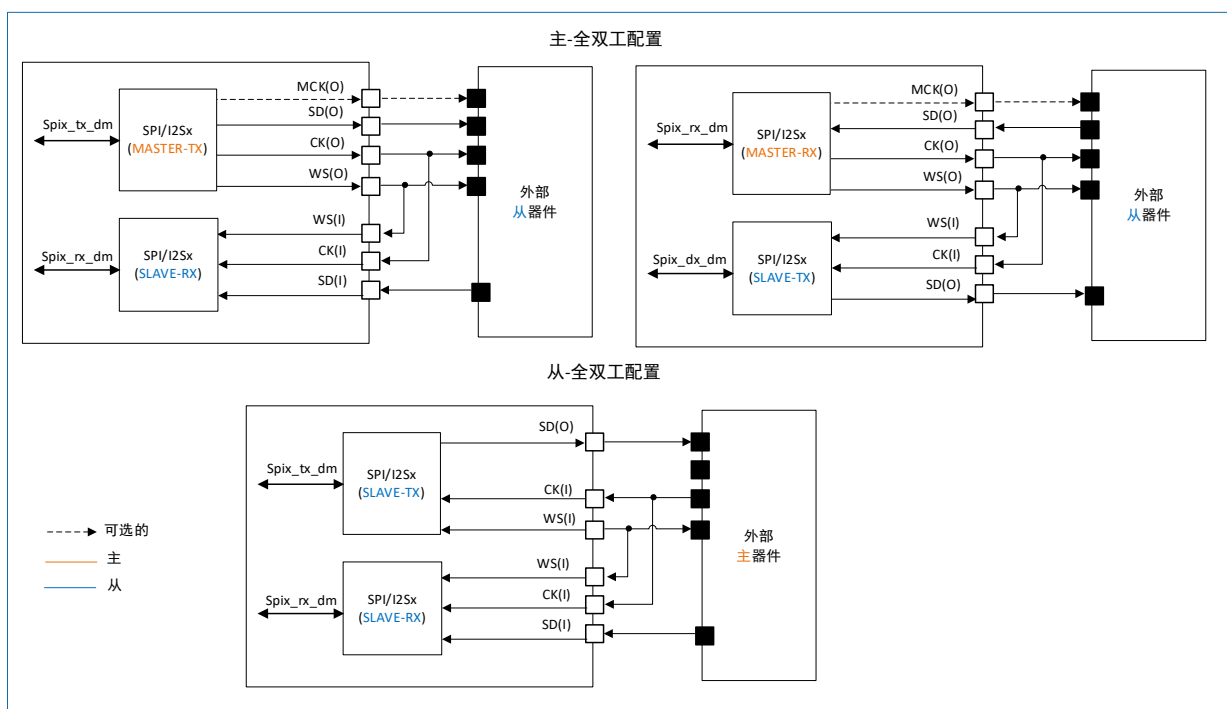 主-全双工配置
MCK(O)
SD(O)
CK(O)
WS(O)
WS(I)
CK(I)
SD(I)
Spix_tx_dm
SPI/I2Sx
(MASTER-TX)
Spix_rx_dm
SPI/I2Sx
(SLAVE-RX)
外部
从器件
MCK(O)
SD(O)
CK(O)
WS(O)
WS(I)
CK(I)
SD(O)
Spix_rx_dm
SPI/I2Sx
(MASTER-RX)
Spix_dx_dm
SPI/I2Sx
(SLAVE-TX)
外部
从器件
从-全双工配置
SD(O)
CK(I)
WS(I)
WS(I)
CK(I)
SD(I)
Spix_tx_dm
SPI/I2Sx
(SLAVE-TX)
Spix_rx_dm
SPI/I2Sx
(SLAVE-RX)
外部
主器件
可选的
主
从